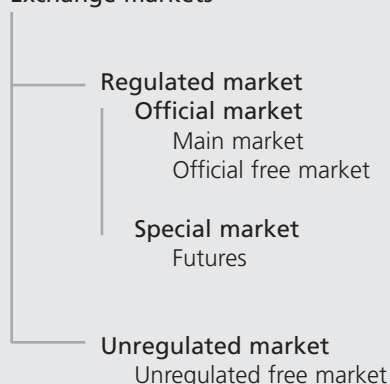 Exchange markets
Regulated market
Official market
Main market
Official free market
Special market
Futures
Unregulated market
Unregulated free market